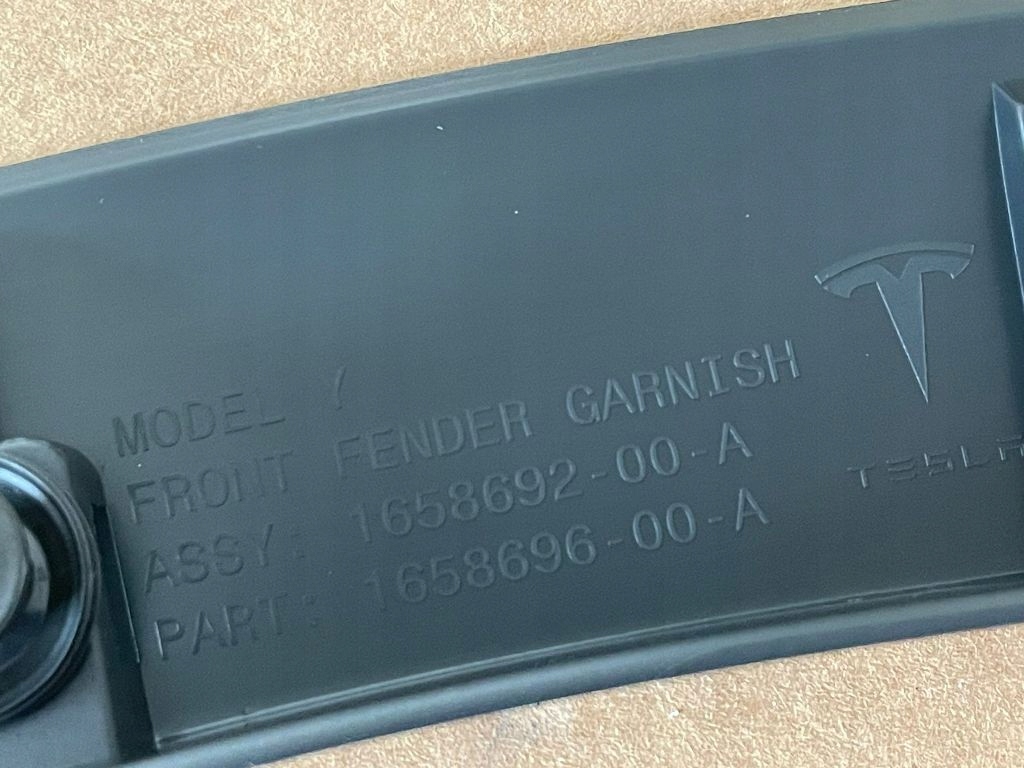 MODEL Y
FRONT FENDER GARNISH
ASSY: 1658692-00-A
PART: 1658696-00-A
TESLA